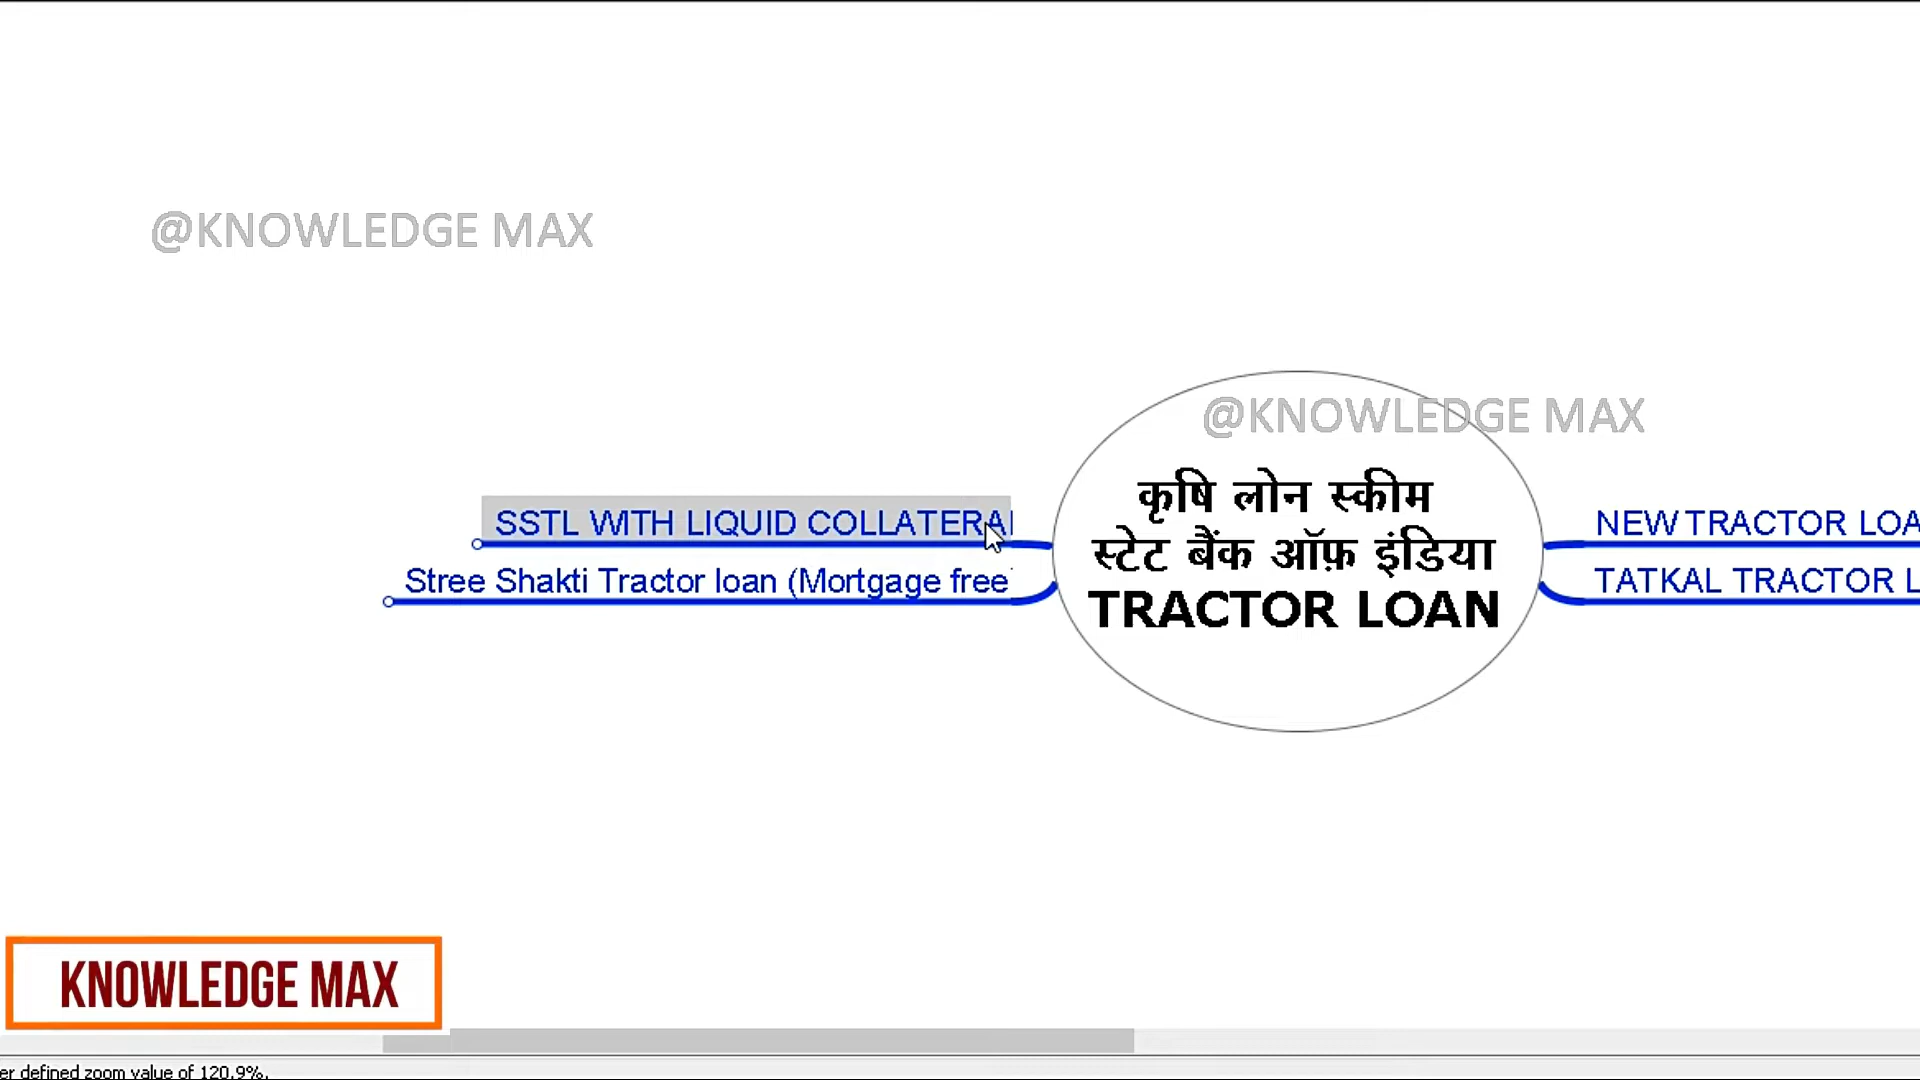 @KNOWLEDGE MAX
@KNOWLEDGE MAX
SSTL WITH LIQUID COLLATERAL
Stree Shakti Tractor loan (Mortgage free
कृषि लोन स्कीम
स्टेट बैंक ऑफ़ इंडिया
TRACTOR LOAN
NEW TRACTOR LOA
TATKAL TRACTOR L
KNOWLEDGE MAX
er defined zoom value of 120.9%.